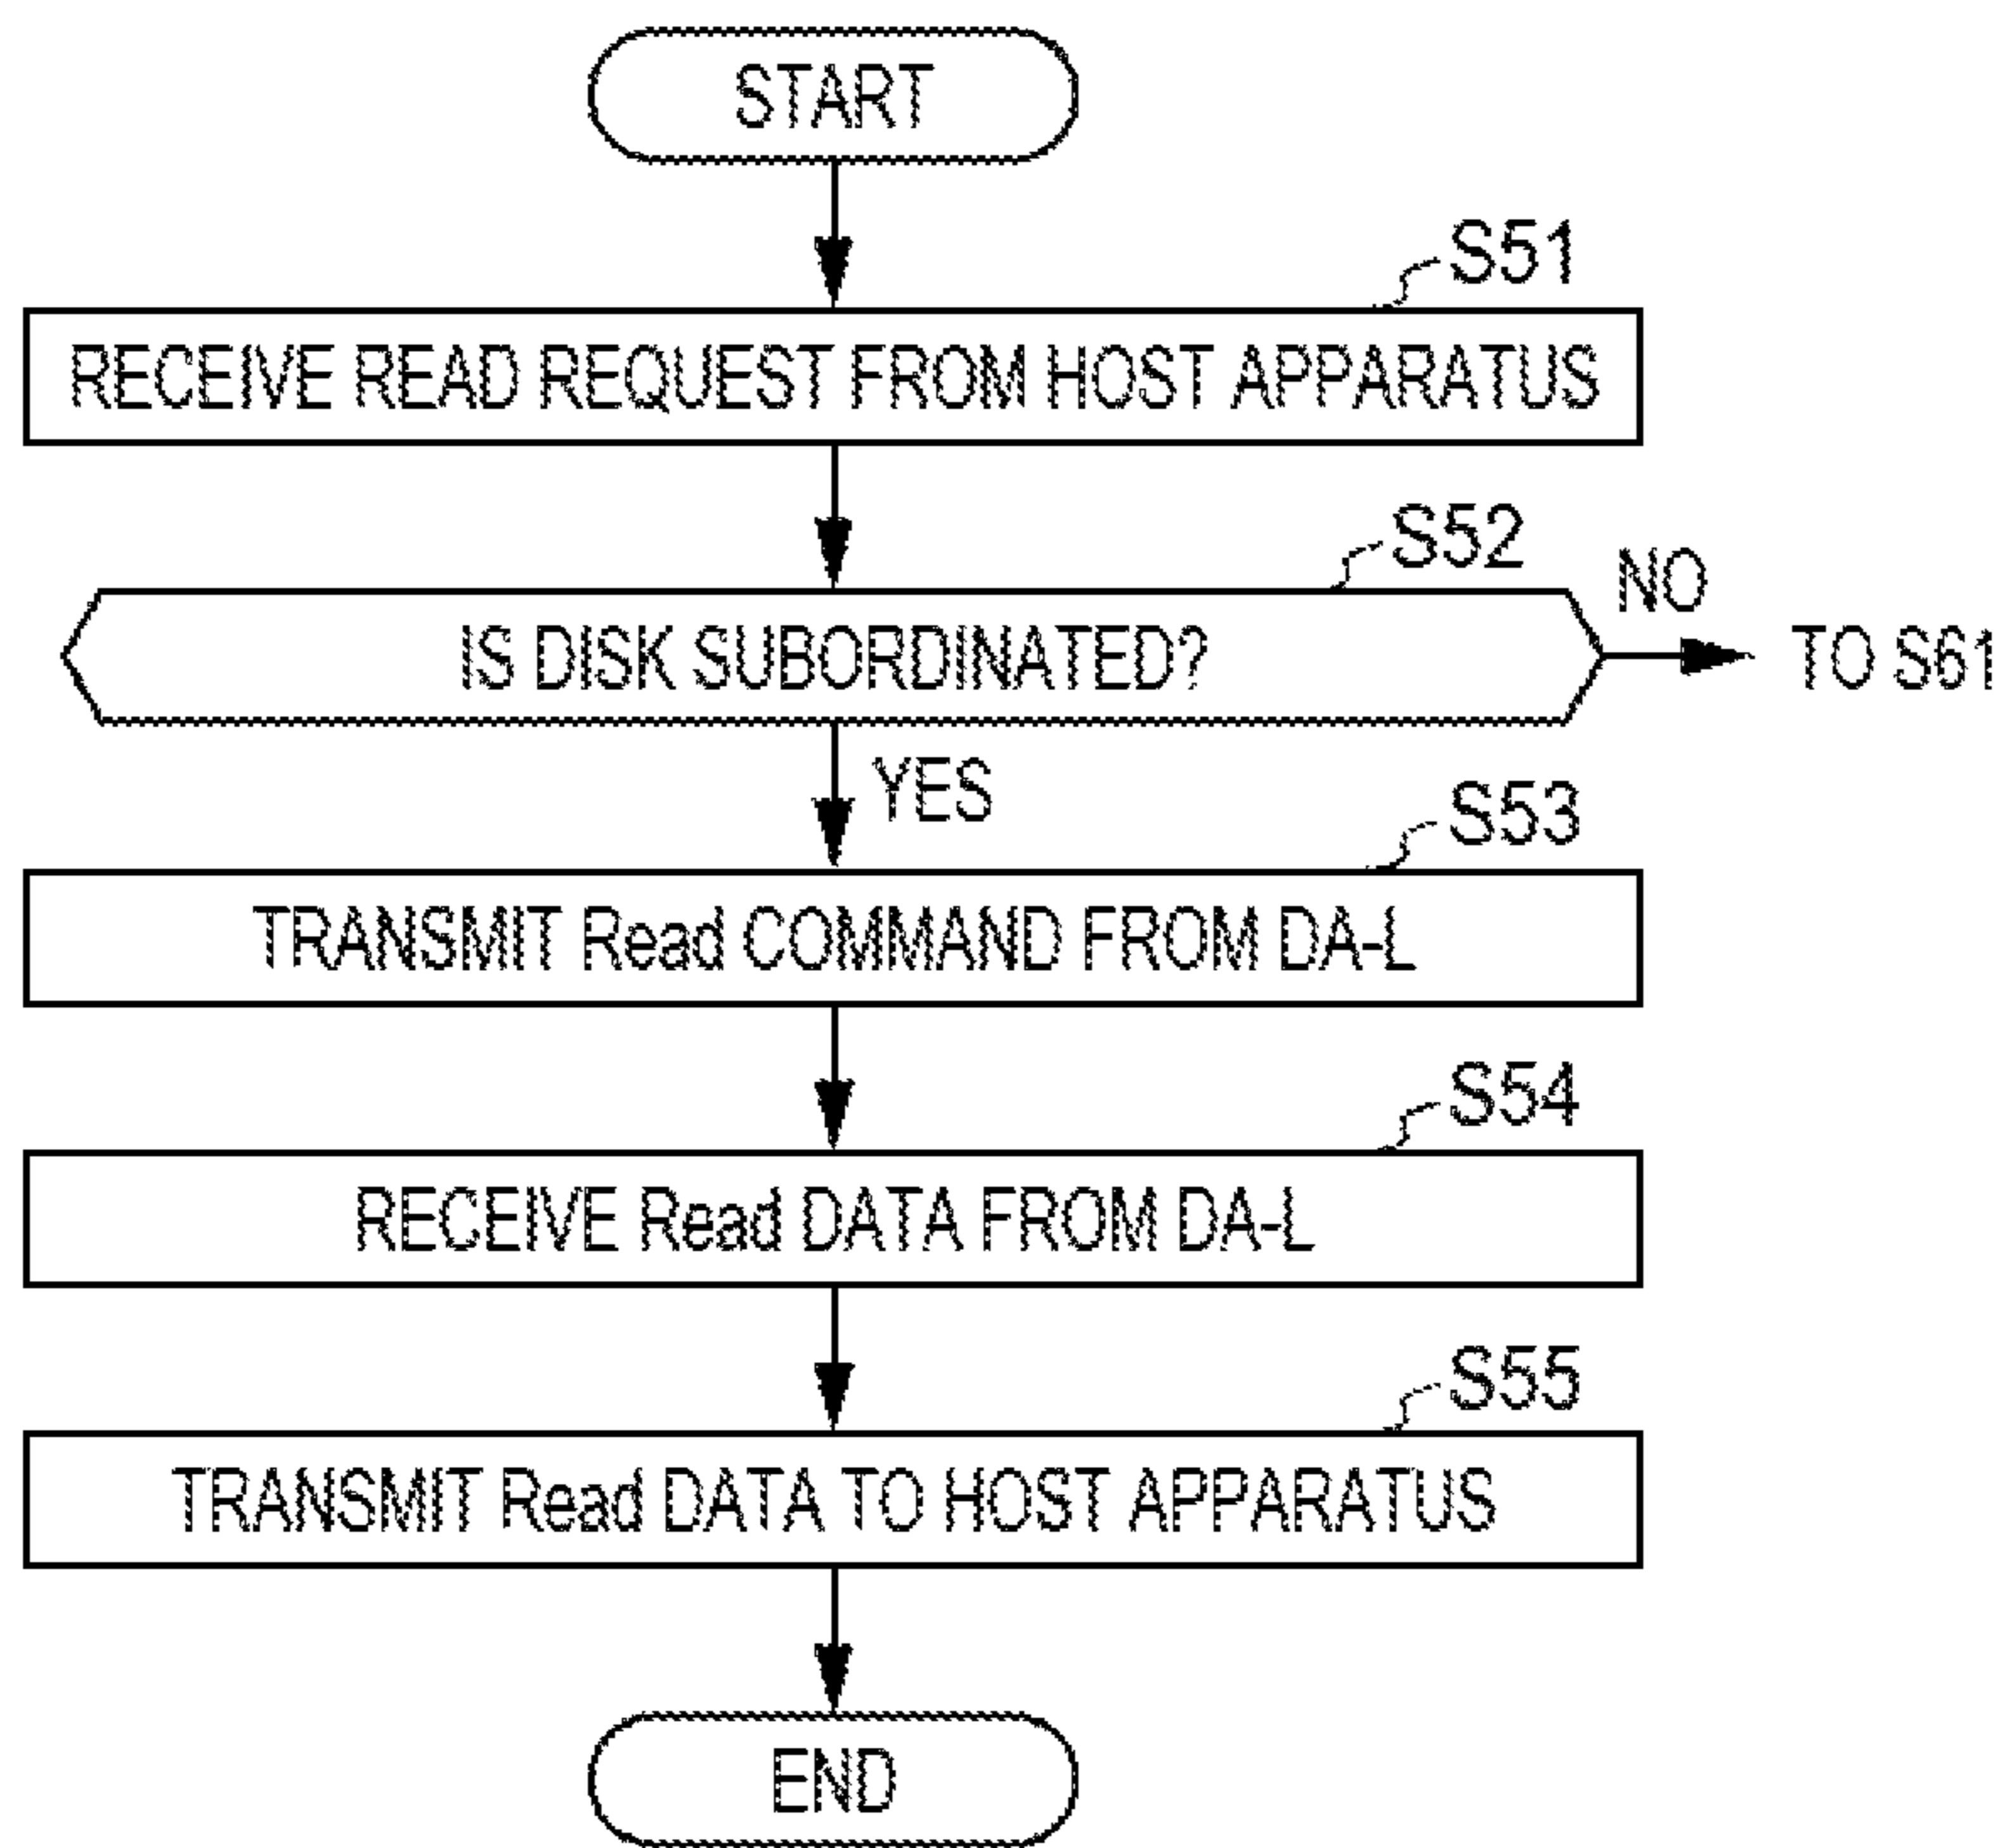 START
S51
RECEIVE READ REQUEST FROM HOST APPARATUS
S52
NO
IS DISK SUBORDINATED?
TO S61
YES
S53
TRANSMIT Read COMMAND FROM DA-L
S54
RECEIVE Read DATA FROM DA-L
S55
TRANSMIT Read DATA TO HOST APPARATUS
END